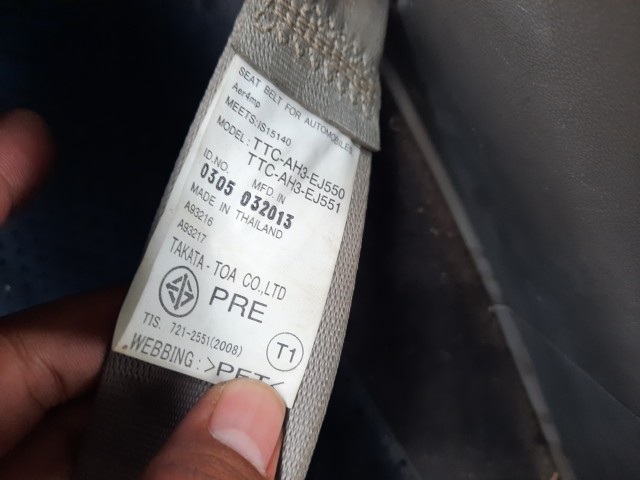 SEAT BELT FOR AUTOMOBILES
Aer4mp
MEETS:IS15140
MODEL: TTC-AH3-EJ550
TTC-AH3-EJ551
ID.NO. MFD IN
0305 032013
MADE IN THAILAND
A93216
A93217
TAKATA-TOA CO.,LTD
PRE
TIS. 721-2551(2008) T1
WEBBING: >PET<